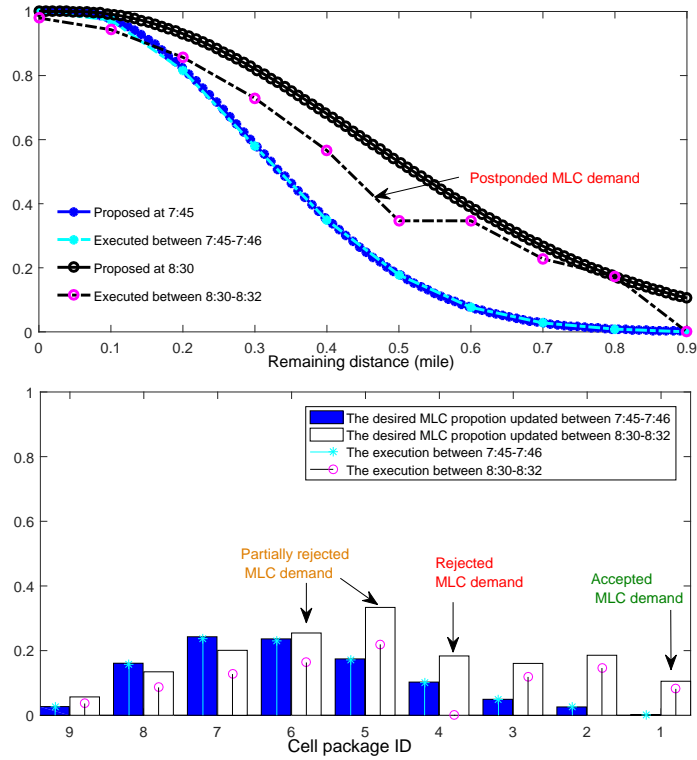 1
0.8
0.6
0.4
0.2
0
Postponded MLC demand
Proposed at 7:45
Executed between 7:45-7:46
Proposed at 8:30
Executed between 8:30-8:32
0 0.1 0.2 0.3 0.4 0.5 0.6 0.7 0.8 0.9
Remaining distance (mile)
1
0.8
0.6
0.4
0.2
0
The desired MLC propotion updated between 7:45-7:46
The desired MLC propotion updated between 8:30-8:32
The execution between 7:45-7:46
The execution between 8:30-8:32
Partially rejected
MLC demand
Rejected
MLC demand
Accepted
MLC demand
9 8 7 6 5 4 3 2 1
Cell package ID